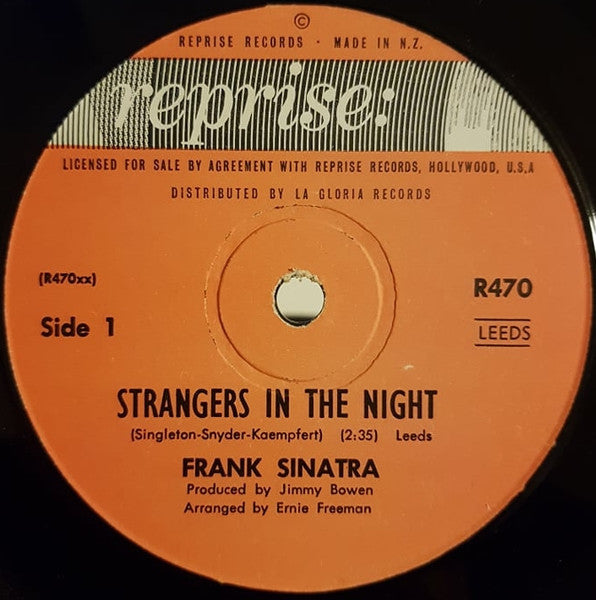 ©
REPRISE RECORDS · MADE IN N.Z.
reprise:
LICENSED FOR SALE BY AGREEMENT WITH REPRISE RECORDS, HOLLYWOOD, U.S.A
DISTRIBUTED BY LA GLORIA RECORDS
(R470xx)
R470
Side 1
LEEDS
STRANGERS IN THE NIGHT
(Singleton-Snyder-Kaempfert) (2:35) Leeds
FRANK SINATRA
Produced by Jimmy Bowen
Arranged by Ernie Freeman